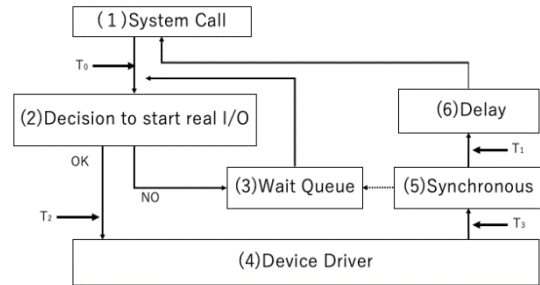 (1)System Call
T₀
(2)Decision to start real I/O
(6)Delay
OK
T₁
NO
(3)Wait Queue
(5)Synchronous
T₂
T₃
(4)Device Driver